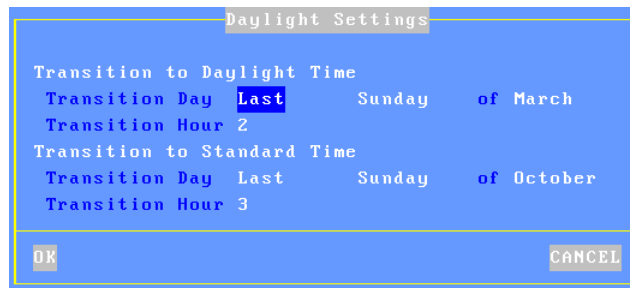 Daylight Settings
Transition to Daylight Time
Transition Day Last Sunday of March
Transition Hour 2
Transition to Standard Time
Transition Day Last Sunday of October
Transition Hour 3
OK CANCEL